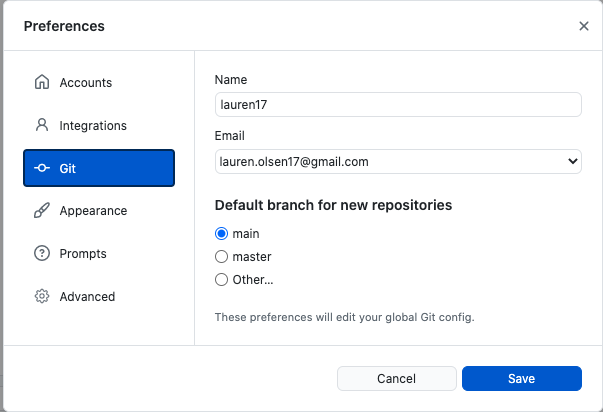 Preferences
Accounts
Integrations
Git
Appearance
Prompts
Advanced
Name
lauren17
Email
lauren.olsen17@gmail.com
Default branch for new repositories
main
master
Other...
These preferences will edit your global Git config.
Cancel
Save